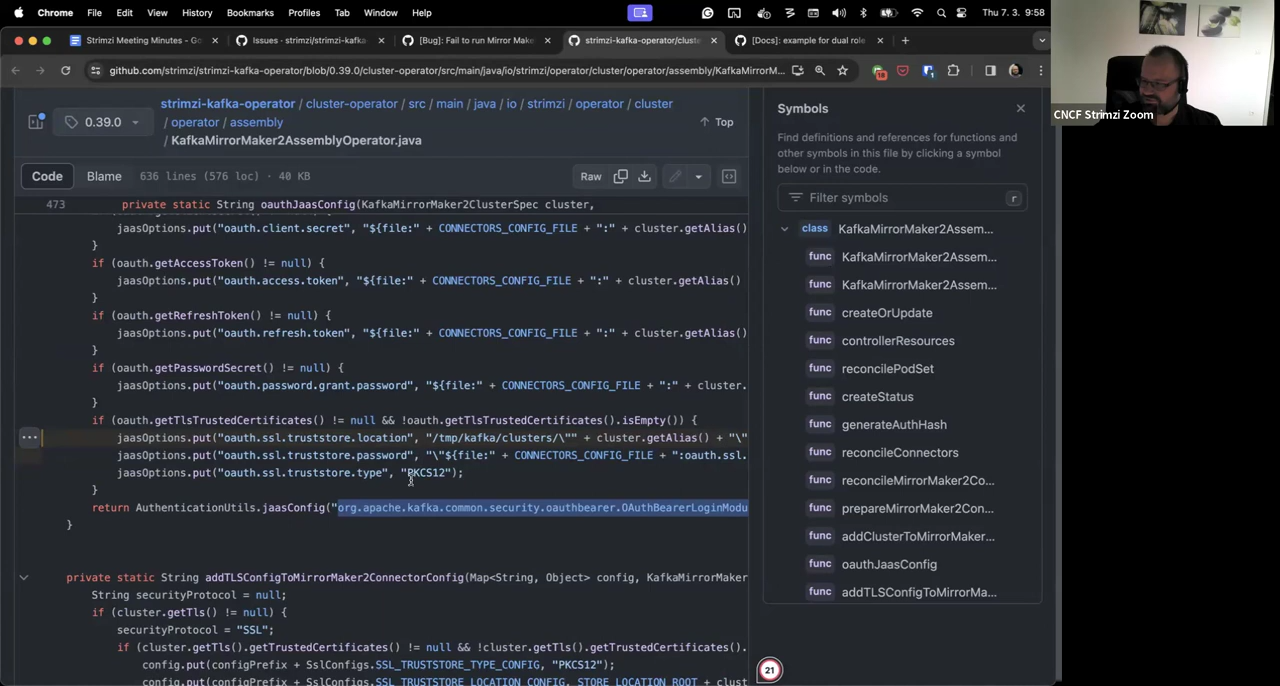 Chrome File Edit View History Bookmarks Profiles Tab Window Help Thu 7. 3. 9:58
Strimzi Meeting Minutes - Go Issues · strimzi/strimzi-kafka- [Bug]: Fail to run Mirror Make strimzi-kafka-operator/cluste [Docs]: example for dual role
github.com/strimzi/strimzi-kafka-operator/blob/0.39.0/cluster-operator/src/main/java/io/strimzi/operator/cluster/operator/assembly/KafkaMirrorM...
CNCF Strimzi Zoom
0.39.0
strimzi-kafka-operator / cluster-operator / src / main / java / io / strimzi / operator / cluster
/ operator / assembly
/ KafkaMirrorMaker2AssemblyOperator.java
Top
Code Blame 636 lines (576 loc) · 40 KB Raw
473 private static String oauthJaasConfig(KafkaMirrorMaker2ClusterSpec cluster,
jaasOptions.put("oauth.client.secret", "${file:" + CONNECTORS_CONFIG_FILE + ":" + cluster.getAlias()
}
if (oauth.getAccessToken() != null) {
jaasOptions.put("oauth.access.token", "${file:" + CONNECTORS_CONFIG_FILE + ":" + cluster.getAlias()
}
if (oauth.getRefreshToken() != null) {
jaasOptions.put("oauth.refresh.token", "${file:" + CONNECTORS_CONFIG_FILE + ":" + cluster.getAlias()
}
if (oauth.getPasswordSecret() != null) {
jaasOptions.put("oauth.password.grant.password", "${file:" + CONNECTORS_CONFIG_FILE + ":" + cluster.
}
if (oauth.getTlsTrustedCertificates() != null && !oauth.getTlsTrustedCertificates().isEmpty()) {
jaasOptions.put("oauth.ssl.truststore.location", "/tmp/kafka/clusters/\"" + cluster.getAlias() + "\"
jaasOptions.put("oauth.ssl.truststore.password", "\"${file:" + CONNECTORS_CONFIG_FILE + ":oauth.ssl.
jaasOptions.put("oauth.ssl.truststore.type", "PKCS12");
}
return AuthenticationUtils.jaasConfig("org.apache.kafka.common.security.oauthbearer.OAuthBearerLoginModu
}
private static String addTLSConfigToMirrorMaker2ConnectorConfig(Map<String, Object> config, KafkaMirrorMaker
String securityProtocol = null;
if (cluster.getTls() != null) {
securityProtocol = "SSL";
if (cluster.getTls().getTrustedCertificates() != null && !cluster.getTls().getTrustedCertificates().
config.put(configPrefix + SslConfigs.SSL_TRUSTSTORE_TYPE_CONFIG, "PKCS12");
config.put(configPrefix + SslConfigs.SSL_TRUSTSTORE_LOCATION_CONFIG, STORE_LOCATION_ROOT + clust
Symbols
Find definitions and references for functions and
other symbols in this file by clicking a symbol
below or in the code.
Filter symbols r
class KafkaMirrorMaker2Assem...
func KafkaMirrorMaker2Assem...
func KafkaMirrorMaker2Assem...
func createOrUpdate
func controllerResources
func reconcilePodSet
func createStatus
func generateAuthHash
func reconcileConnectors
func reconcileMirrorMaker2Co...
func prepareMirrorMaker2Con...
func addClusterToMirrorMaker...
func oauthJaasConfig
func addTLSConfigToMirrorMa...
21